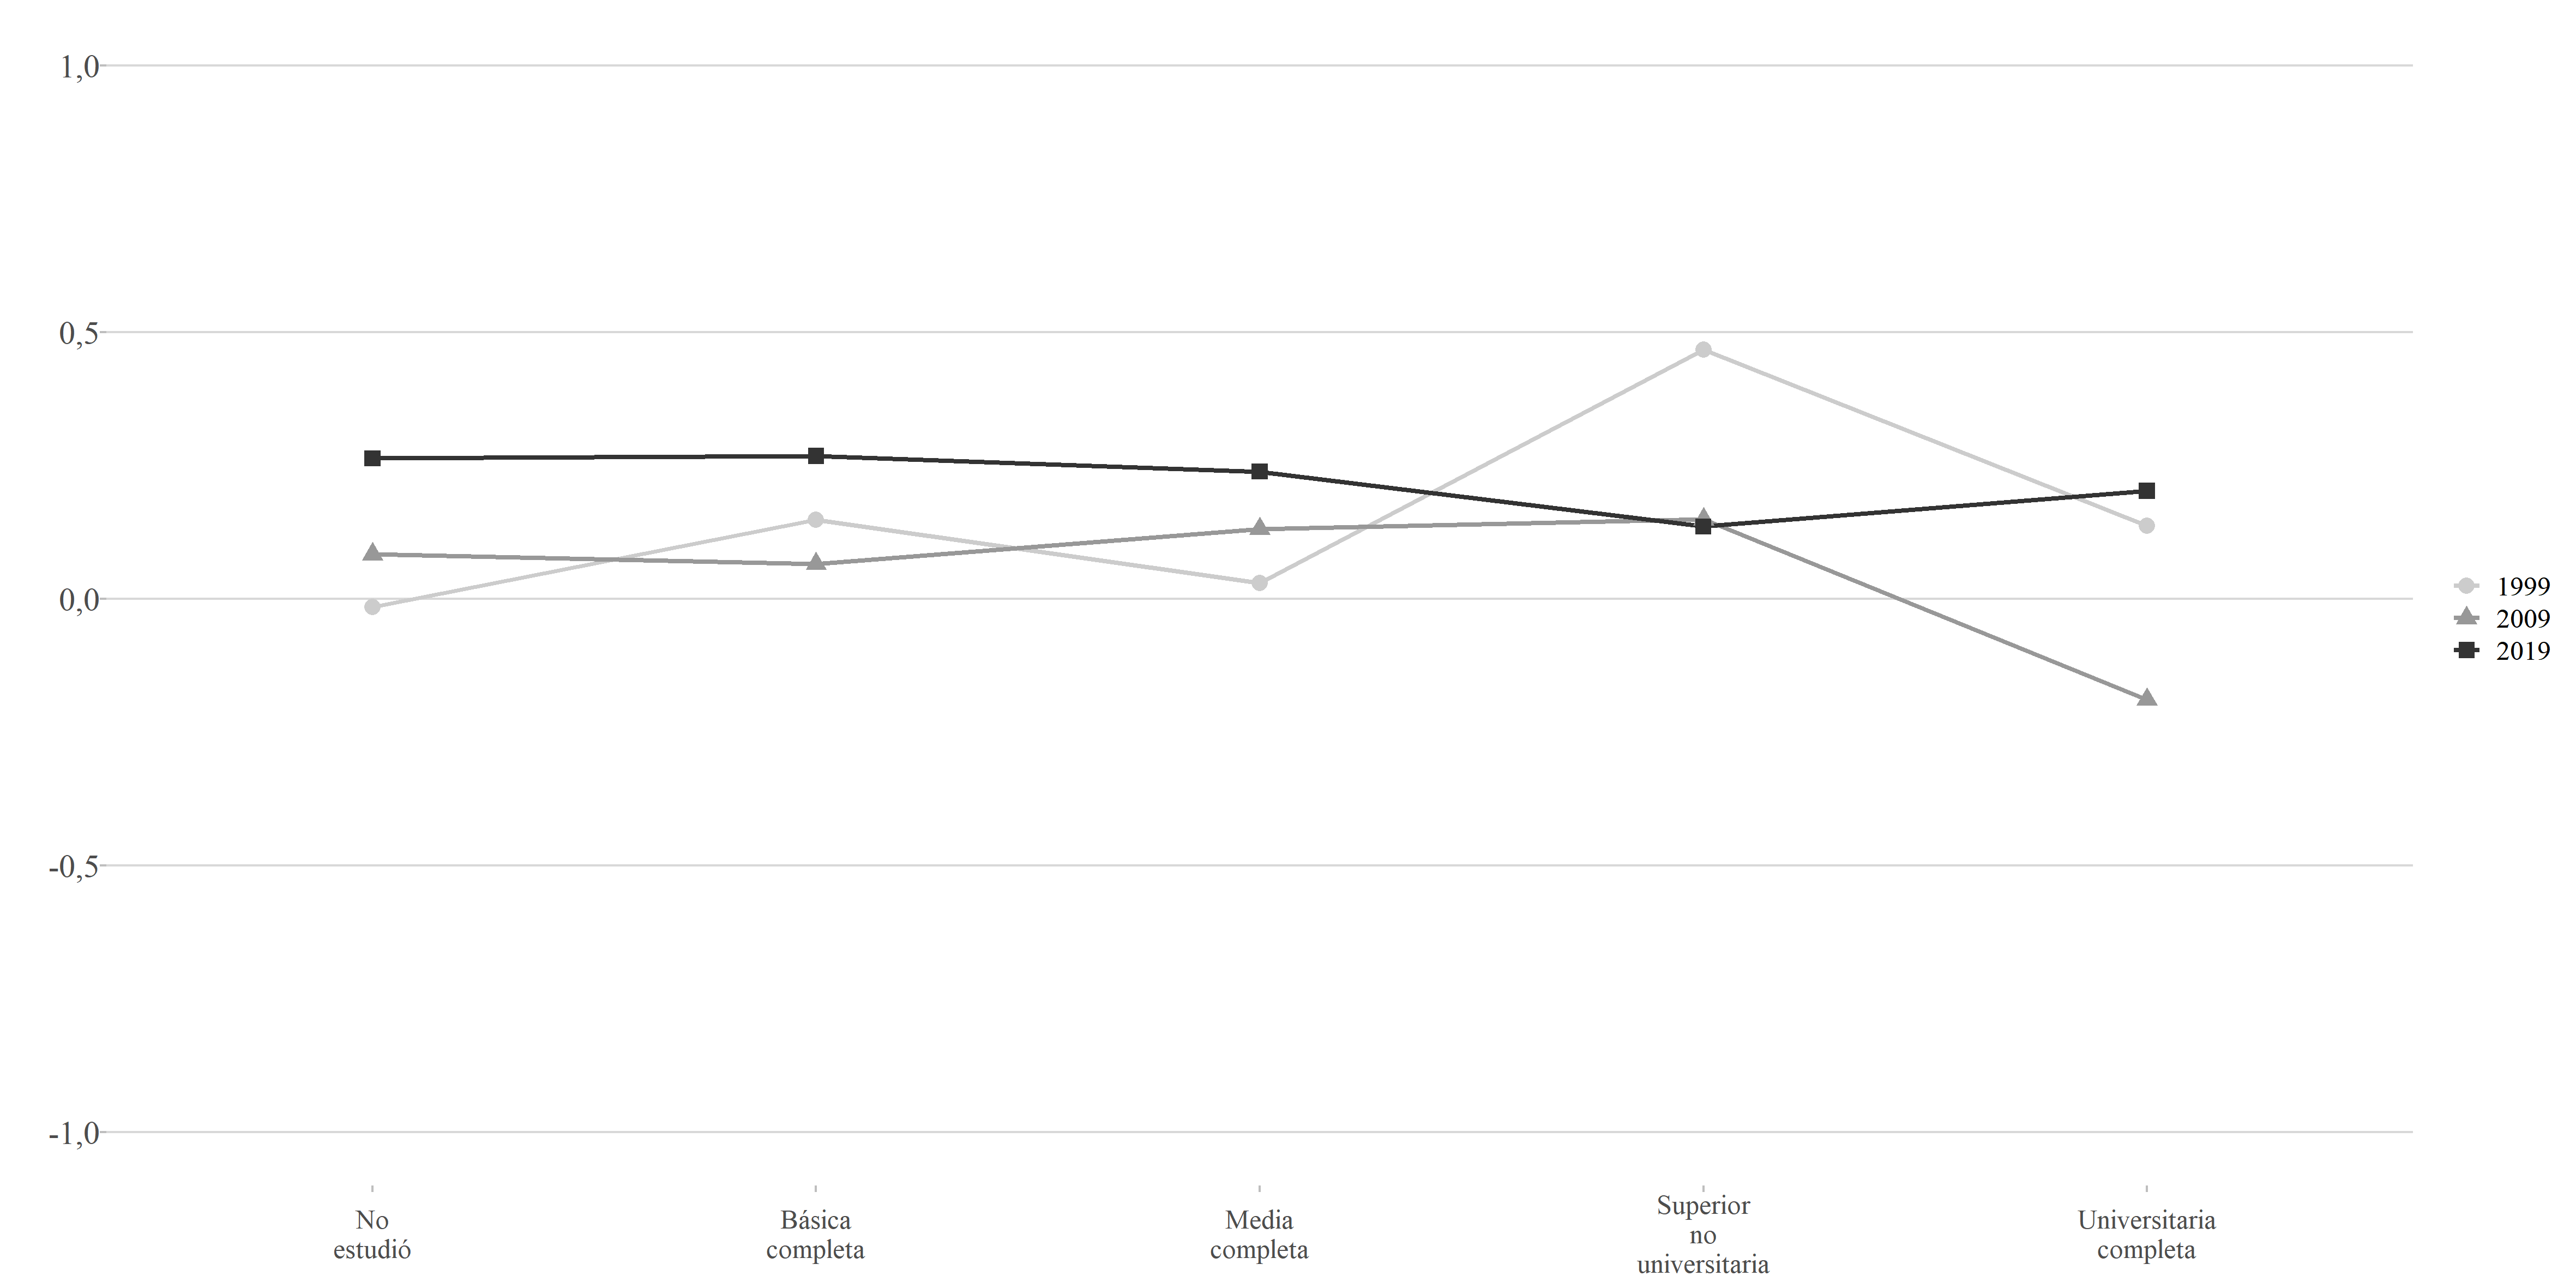 1,0
0,5
0,0
-0,5
-1,0
No
estudió
Básica
completa
Media
completa
Superior
no
universitaria
Universitaria
completa
1999
2009
2019